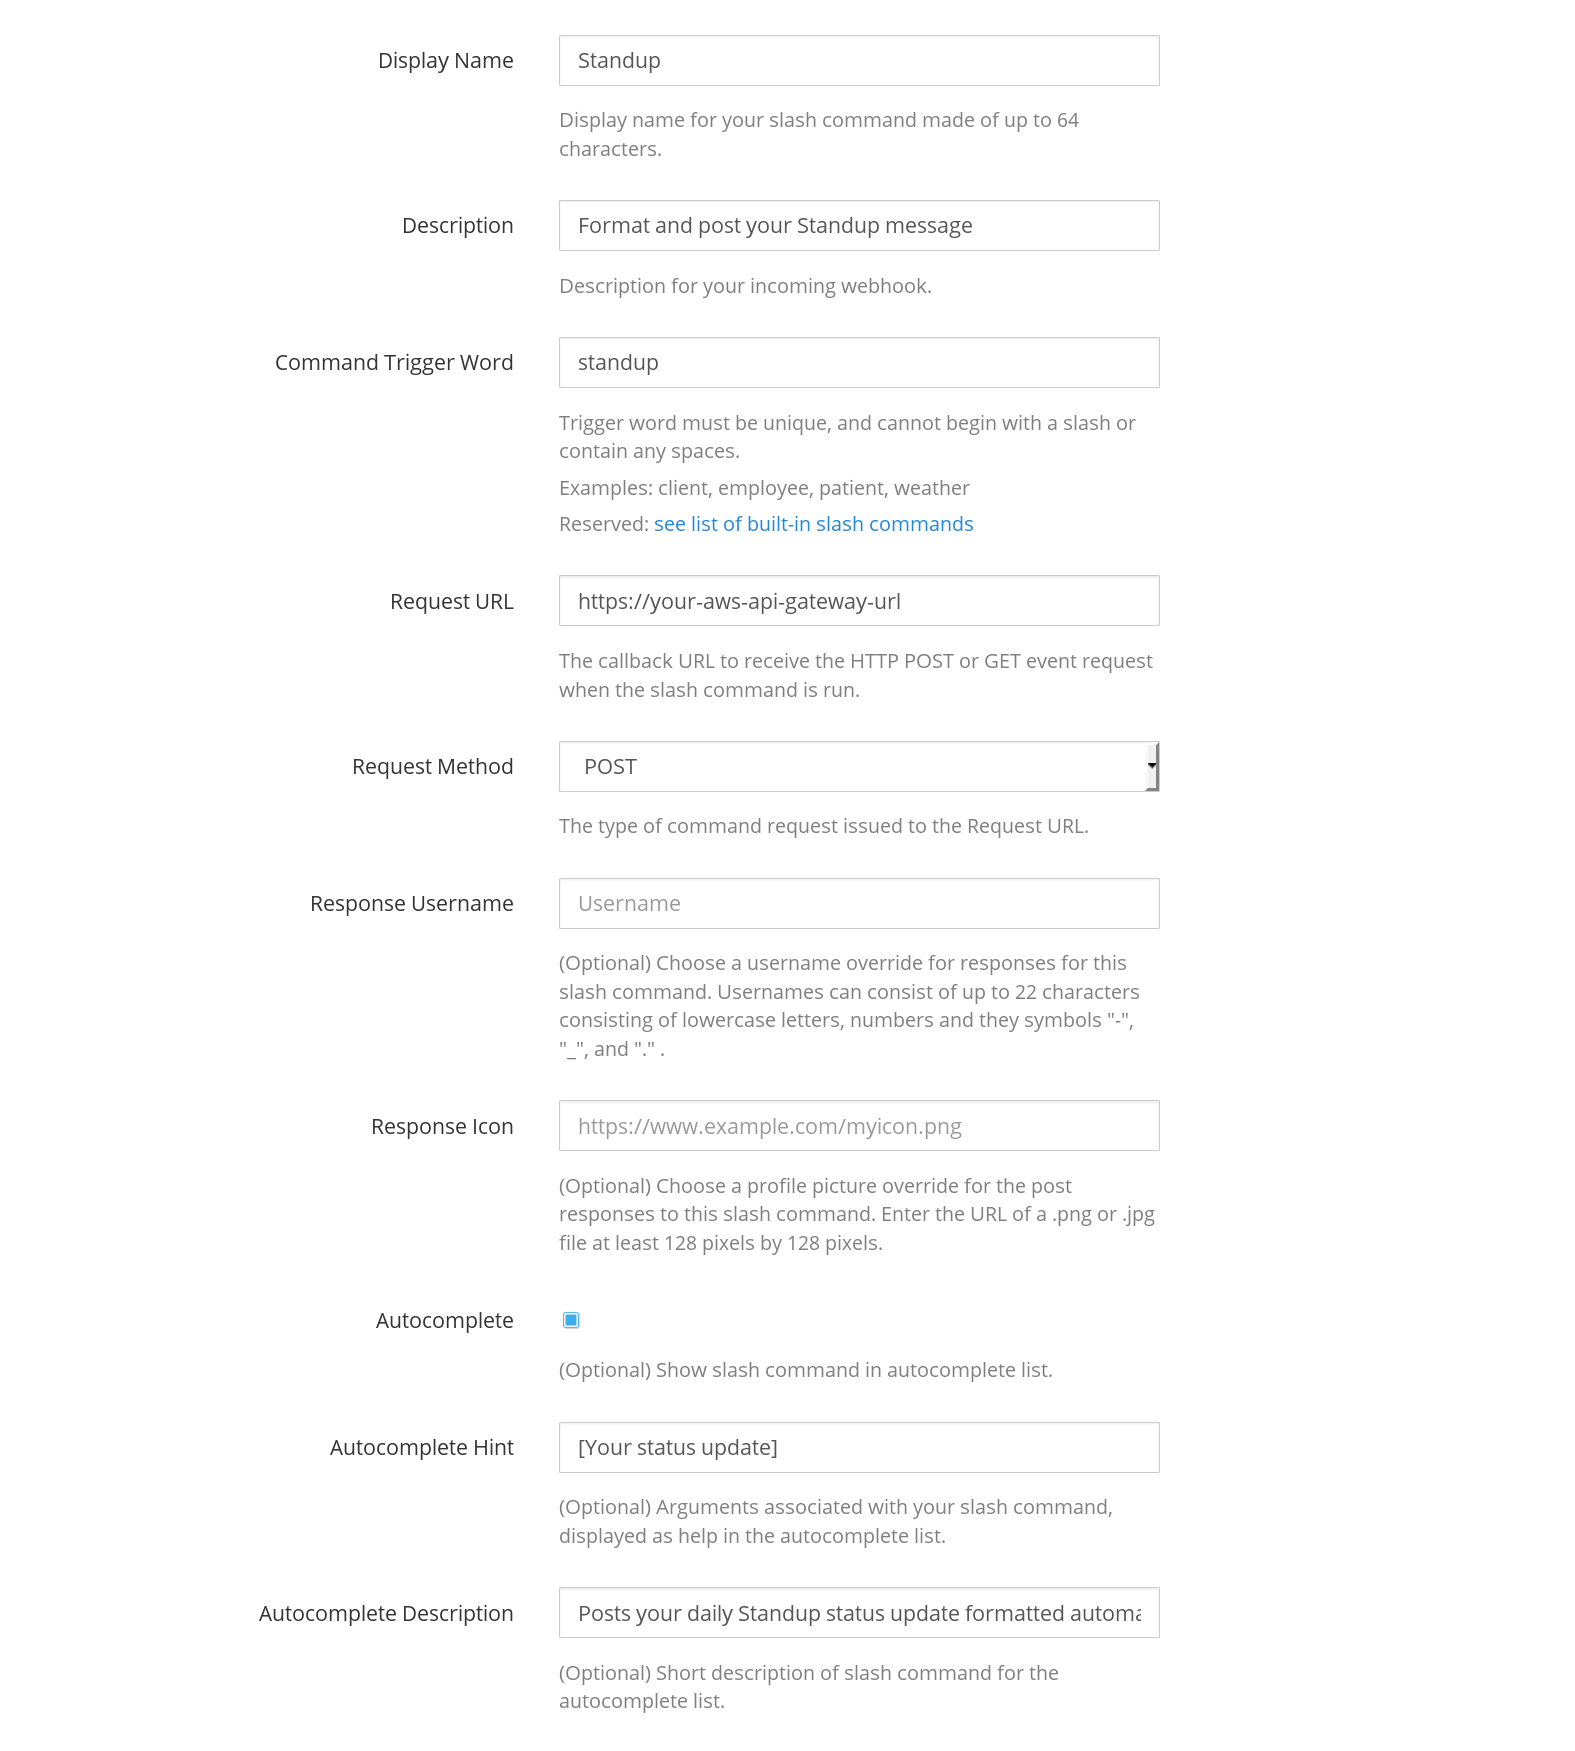 Display Name
Standup
Display name for your slash command made of up to 64
characters.
Description
Format and post your Standup message
Description for your incoming webhook.
Command Trigger Word
standup
Trigger word must be unique, and cannot begin with a slash or
contain any spaces.
Examples: client, employee, patient, weather
Reserved: see list of built-in slash commands
Request URL
https://your-aws-api-gateway-url
The callback URL to receive the HTTP POST or GET event request
when the slash command is run.
Request Method
POST
The type of command request issued to the Request URL.
Response Username
Username
(Optional) Choose a username override for responses for this
slash command. Usernames can consist of up to 22 characters
consisting of lowercase letters, numbers and they symbols "-",
"_", and "." .
Response Icon
https://www.example.com/myicon.png
(Optional) Choose a profile picture override for the post
responses to this slash command. Enter the URL of a .png or .jpg
file at least 128 pixels by 128 pixels.
Autocomplete
(Optional) Show slash command in autocomplete list.
Autocomplete Hint
[Your status update]
(Optional) Arguments associated with your slash command,
displayed as help in the autocomplete list.
Autocomplete Description
Posts your daily Standup status update formatted automa
(Optional) Short description of slash command for the
autocomplete list.